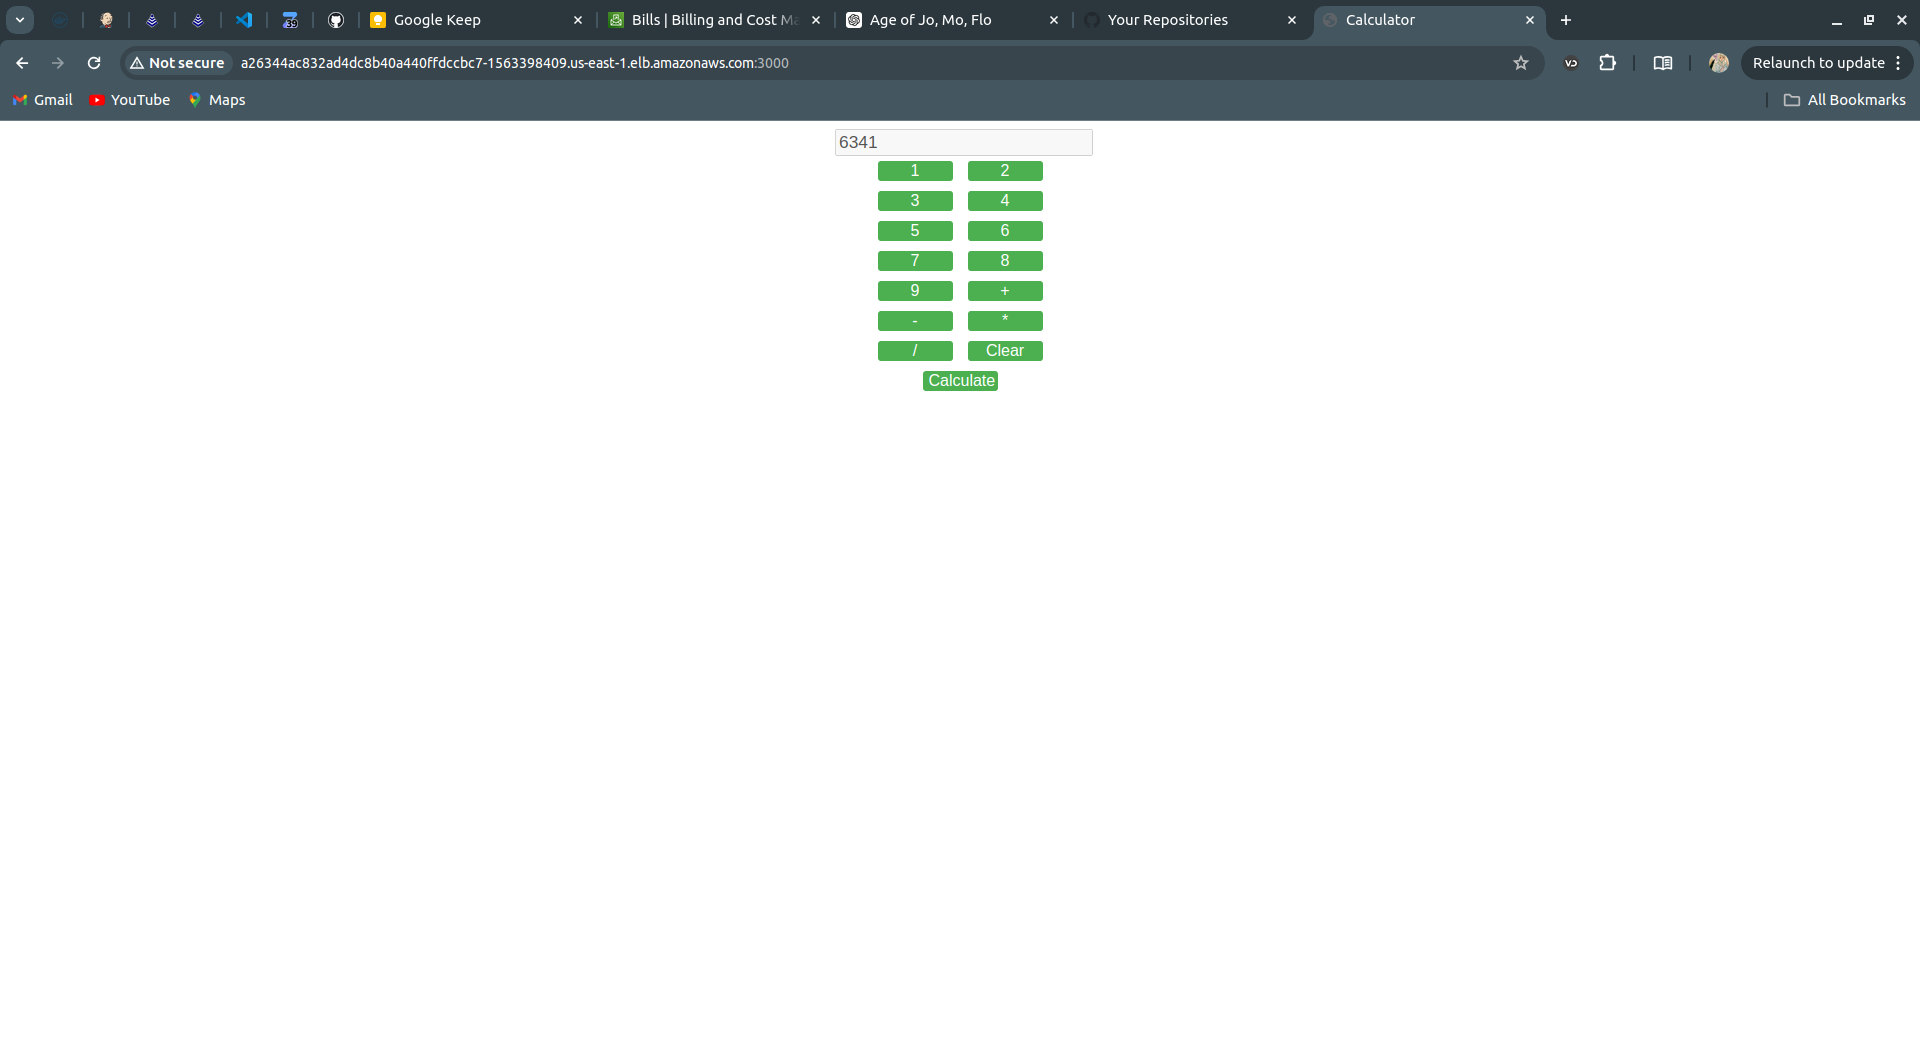 Google Keep
Bills | Billing and Cost Ma
Age of Jo, Mo, Flo
Your Repositories
Calculator
39
Not secure
a26344ac832ad4dc8b40a440ffdccbc7-1563398409.us-east-1.elb.amazonaws.com:3000
Relaunch to update
Gmail
YouTube
Maps
All Bookmarks
6341
1 2
3 4
5 6
7 8
9 +
- *
/ Clear
Calculate